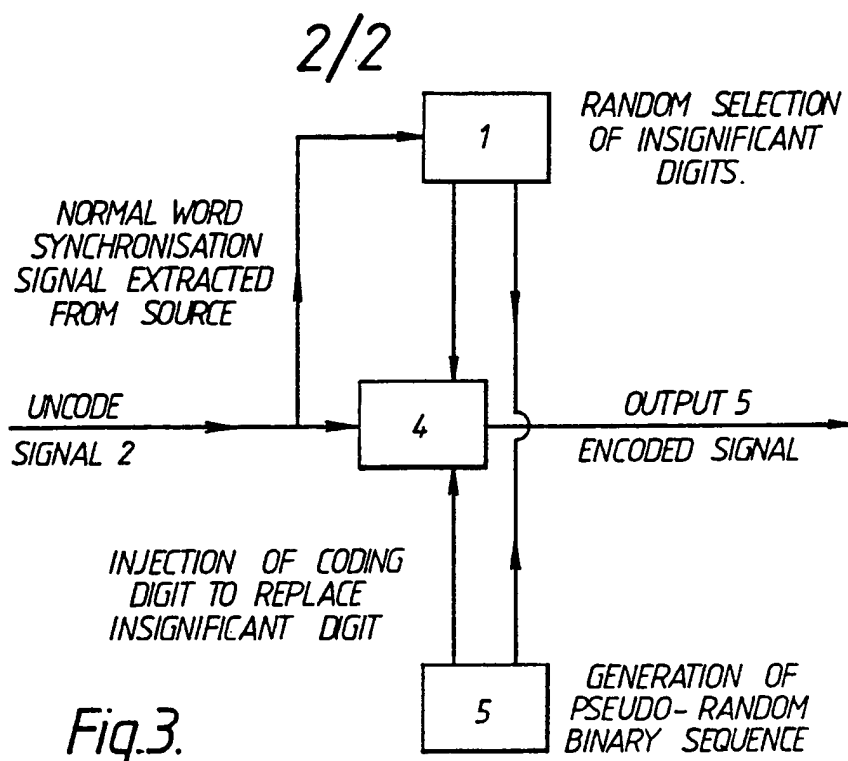 2/2
1
RANDOM SELECTION
OF INSIGNIFICANT
DIGITS.
NORMAL WORD
SYNCHRONISATION
SIGNAL EXTRACTED
FROM SOURCE
UNCODE
SIGNAL 2
4
OUTPUT 5
ENCODED SIGNAL
INJECTION OF CODING
DIGIT TO REPLACE
INSIGNIFICANT DIGIT
5
GENERATION OF
PSEUDO-RANDOM
BINARY SEQUENCE
Fig.3.